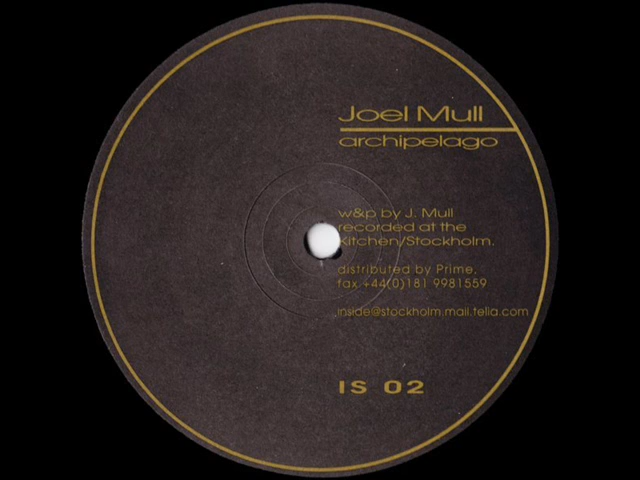 Joel Mull
archipelago
w&p by J. Mull
recorded at the
Kitchen/Stockholm.
distributed by Prime.
fax +44(0)181 9981559
inside@stockholm.mail.telia.com
IS 02